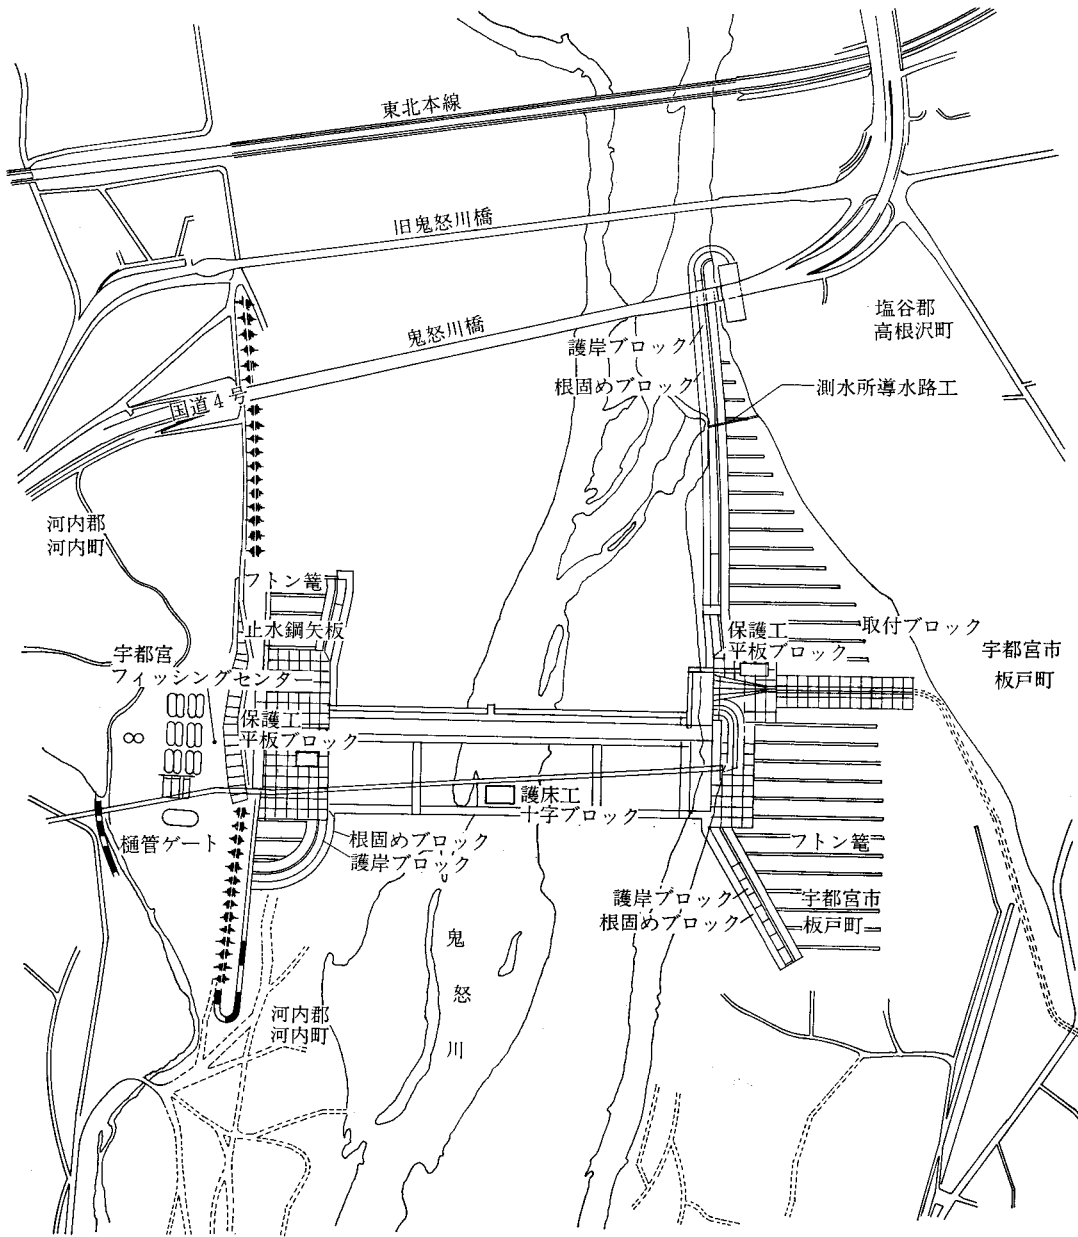 東北本線
旧鬼怒川橋
鬼怒川橋
塩谷郡
高根沢町
護岸ブロック
根固めブロック
測水所導水路工
国道4号
河内郡
河内町
フトン篭
止水鋼矢板
保護工
平板ブロック
取付ブロック
宇都宮市
板戸町
宇都宮
フィッシングセンター
保護工
平板ブロック
護床工
十字ブロック
樋管ゲート
根固めブロック
護岸ブロック
フトン篭
護岸ブロック
根固めブロック
宇都宮市
板戸町
鬼怒川
河内郡
河内町